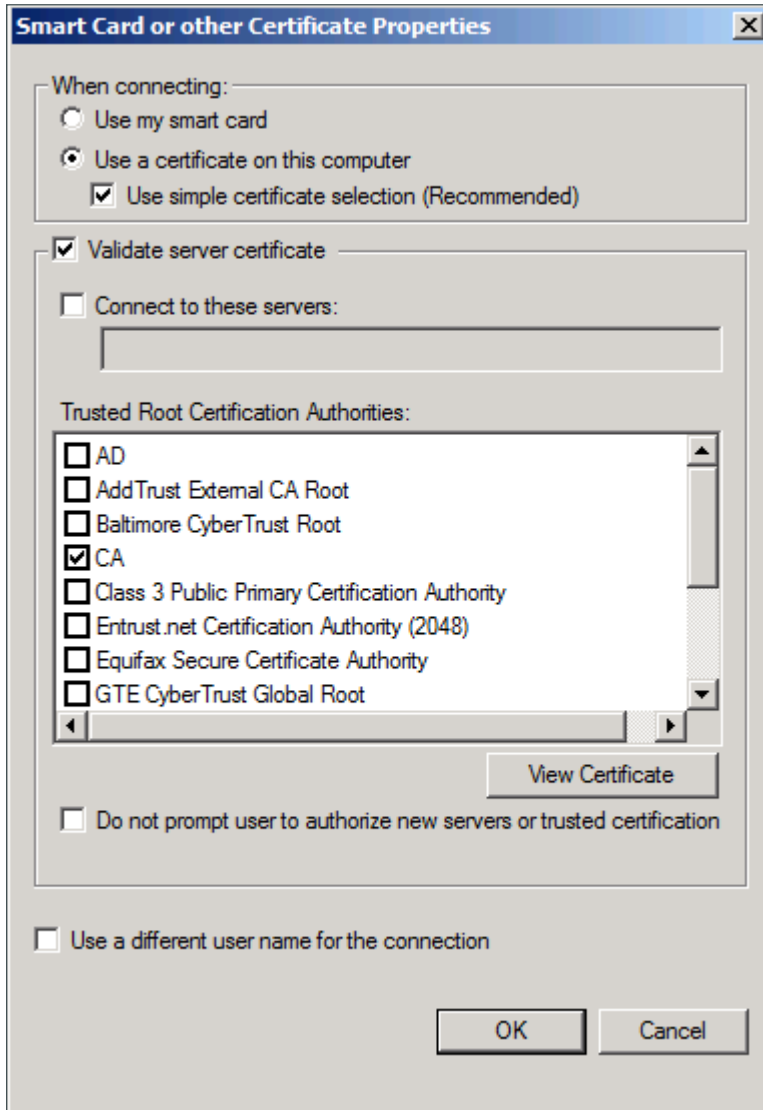 Smart Card or other Certificate Properties
When connecting:
Use my smart card
Use a certificate on this computer
Use simple certificate selection (Recommended)
Validate server certificate
Connect to these servers:
Trusted Root Certification Authorities:
AD
AddTrust External CA Root
Baltimore CyberTrust Root
CA
Class 3 Public Primary Certification Authority
Entrust.net Certification Authority (2048)
Equifax Secure Certificate Authority
GTE CyberTrust Global Root
View Certificate
Do not prompt user to authorize new servers or trusted certification
Use a different user name for the connection
OK Cancel